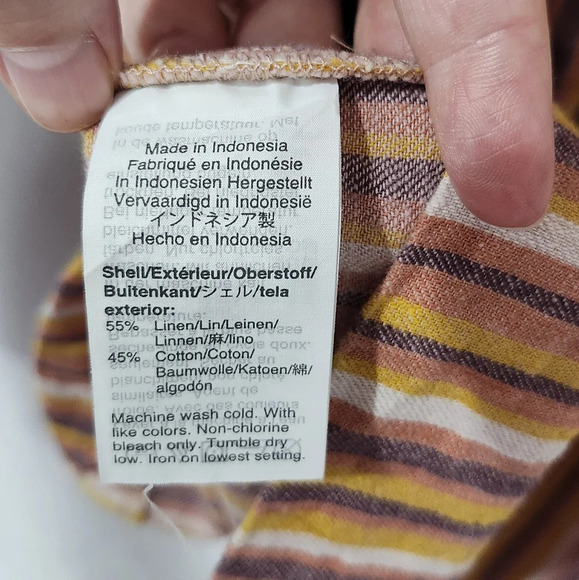 Made in Indonesia
Fabriqué en Indonésie
In Indonesien Hergestellt
Vervaardigd in Indonesië
インドネシア製
Hecho en Indonesia
Shell/Extérieur/Oberstoff/
Buitenkant/シェル/tela
exterior:
55% Linen/Lin/Leinen/
Linnen/麻/lino
45% Cotton/Coton/
Baumwolle/Katoen/綿/
algodón
Machine wash cold. With
like colors. Non-chlorine
bleach only. Tumble dry
low. Iron on lowest setting.